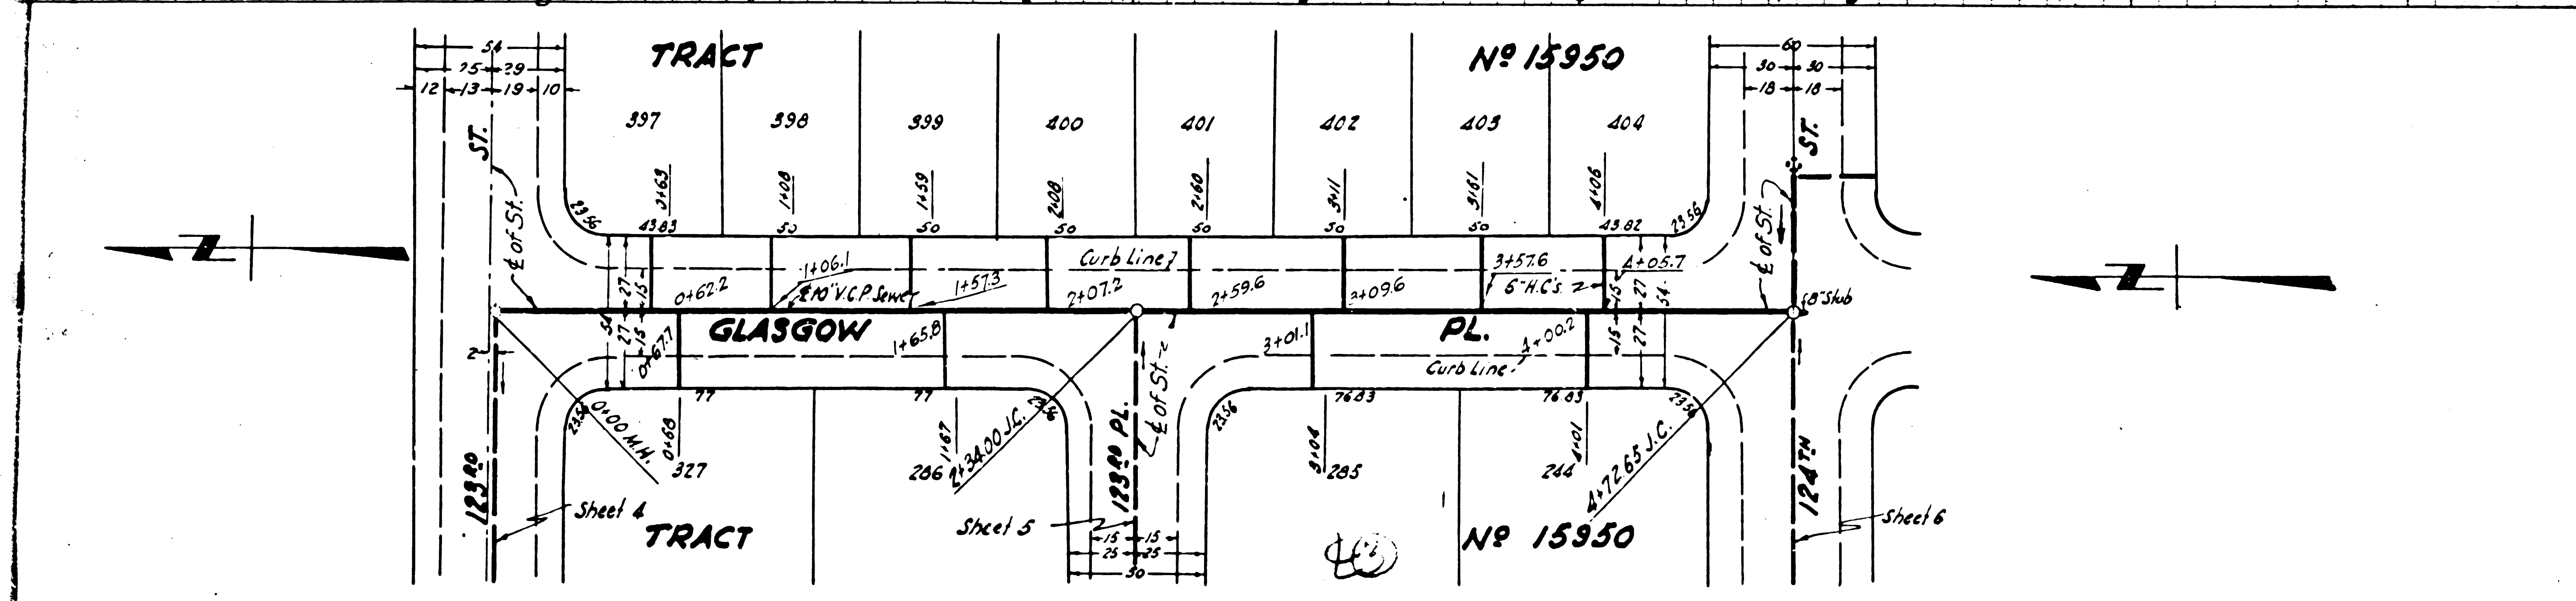 54
25 29
12 13 19 10
TRACT
Nº 15950
60
30 30
18 18
397 398 399 400 401 402 403 404
ST.
ST.
0+63 1+08 1+59 2+08 2+60 3+11 3+61 4+06
23.56 43.83 50 50 50 50 50 50 43.82 23.56
℄ of St.
℄ of St.
Curb Line
0+62.2
1+06.1
℄ 10" V.C.P. Sewer
1+57.3
2+07.2
2+59.6
3+09.6
3+57.6
6" H.C's.
4+05.7
54 27 15
15 27 54
8" Stub
GLASGOW PL.
27 15
15 27
2
0+67.7
1+65.8
3+01.1
4+00.2
Curb Line
℄ of St.
23.56 77 77 23.56 23.56 76.83 76.83 23.56
0+00 M.H.
0+68
1+67
2+34.00 J.C.
3+04
4+01
4+72.65 J.C.
327 286 285 244
123RD
123RD PL.
124TH
Sheet 4
Sheet 5
Sheet 6
TRACT
Nº 15950
15 15
25 25
50